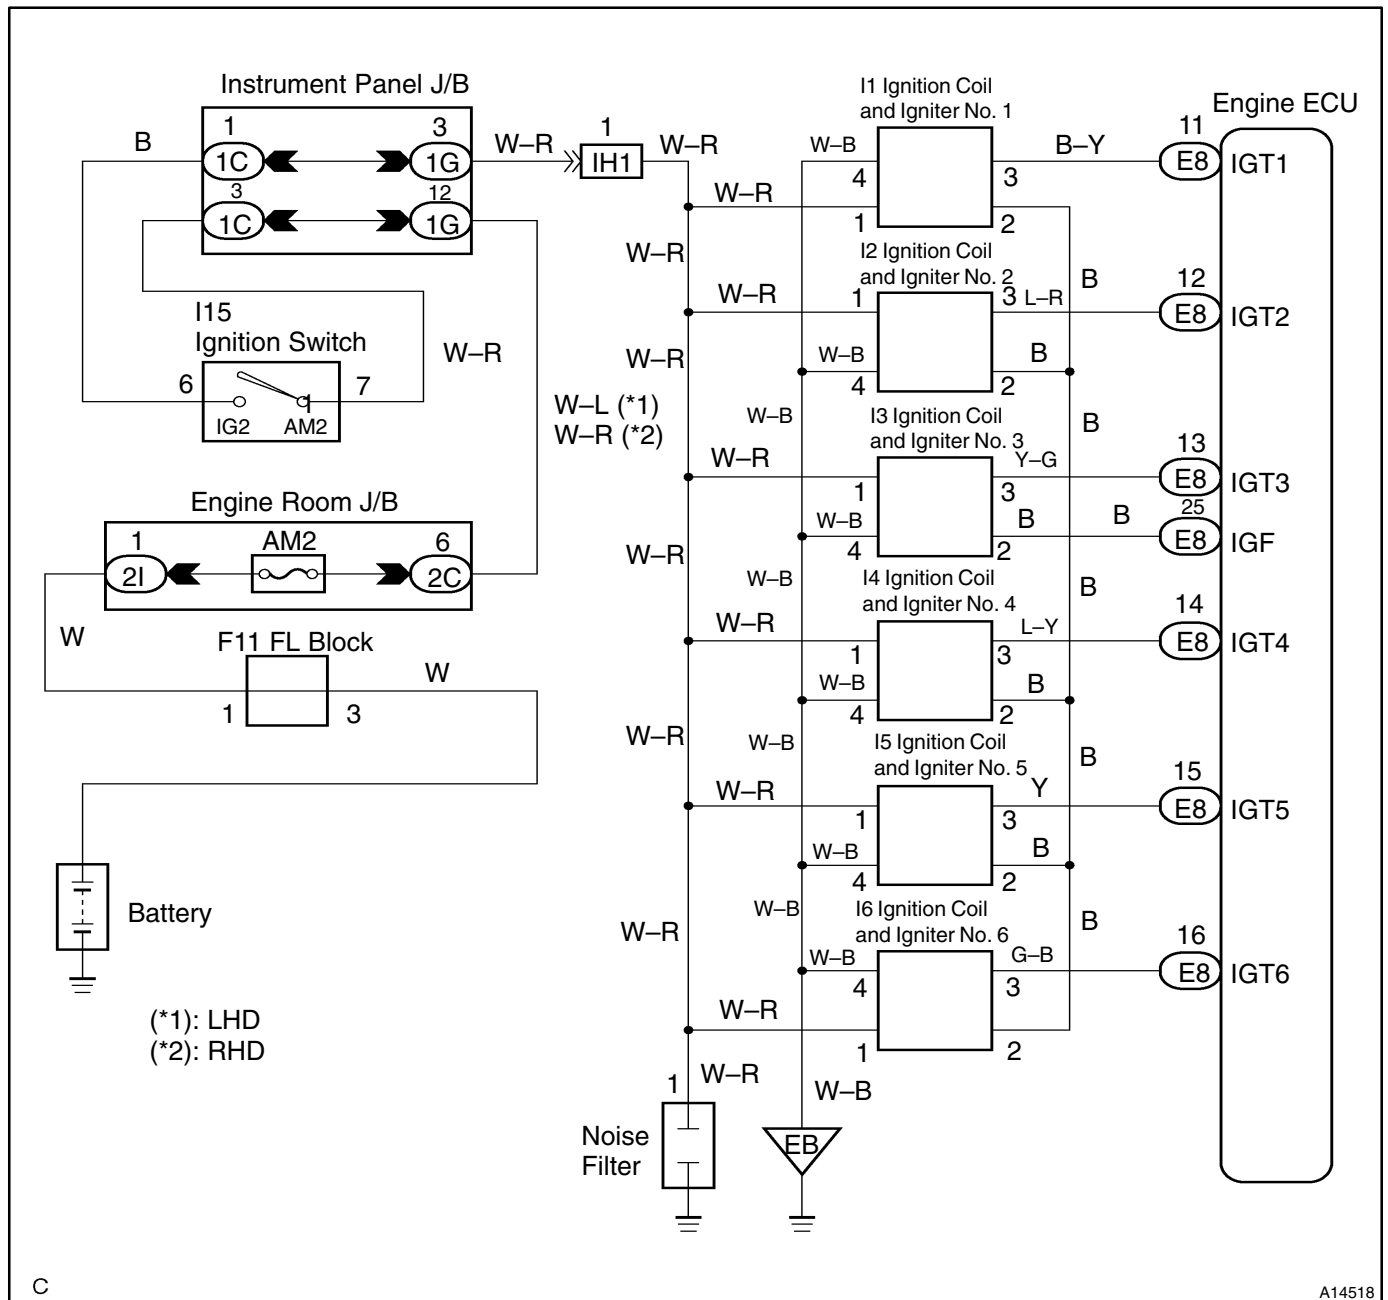 Instrument Panel J/B
B
1
1C
3
1G
W–R
1
IH1
W–R
3
1C
12
1G
I15
Ignition Switch
6
IG2
AM2
7
W–R
W–L (*1)
W–R (*2)
Engine Room J/B
1
2I
AM2
6
2C
W
F11 FL Block
1
3
W
Battery
(*1): LHD
(*2): RHD
W–R
W–R
W–R
W–R
W–R
Noise
Filter
1
W–R
W–B
EB
I1 Ignition Coil
and Igniter No. 1
W–B
4
W–R
1
3
B–Y
2
B
I2 Ignition Coil
and Igniter No. 2
W–R
1
W–B
4
3
L–R
B
2
W–B
B
I3 Ignition Coil
and Igniter No. 3
W–R
1
W–B
4
Y–G
3
B
2
B
W–B
B
I4 Ignition Coil
and Igniter No. 4
W–R
1
W–B
4
L–Y
3
B
2
W–B
B
I5 Ignition Coil
and Igniter No. 5
W–R
1
W–B
4
Y
3
B
2
W–B
B
I6 Ignition Coil
and Igniter No. 6
W–B
4
W–R
1
G–B
3
2
Engine ECU
11
E8
IGT1
12
E8
IGT2
13
E8
IGT3
25
E8
IGF
14
E8
IGT4
15
E8
IGT5
16
E8
IGT6
C
A14518